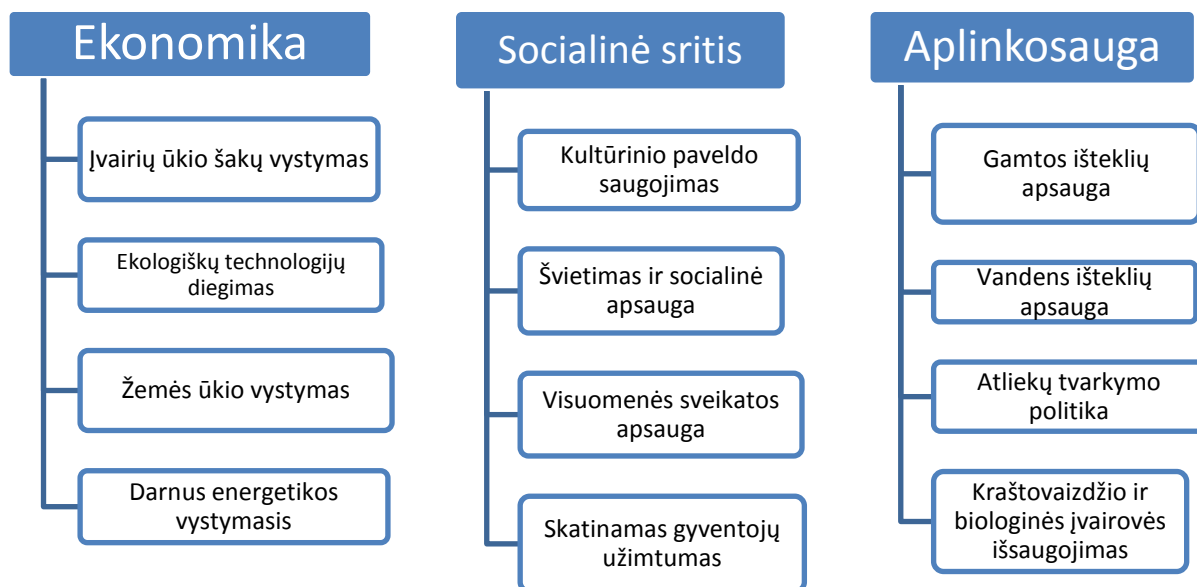 Ekonomika
Įvairių ūkio šakų vystymas
Ekologiškų technologijų
diegimas
Žemės ūkio vystymas
Darnus energetikos
vystymasis
Socialinė sritis
Kultūrinio paveldo
saugojimas
Švietimas ir socialinė
apsauga
Visuomenės sveikatos
apsauga
Skatinamas gyventojų
užimtumas
Aplinkosauga
Gamtos išteklių
apsauga
Vandens išteklių
apsauga
Atliekų tvarkymo
politika
Kraštovaizdžio ir
biologinės įvairovės
išsaugojimas